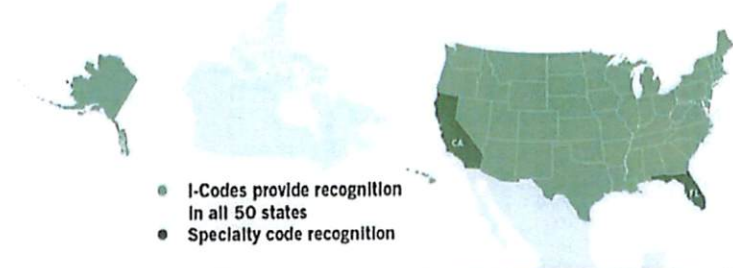 CA
FL
I-Codes provide recognition
in all 50 states
Specialty code recognition